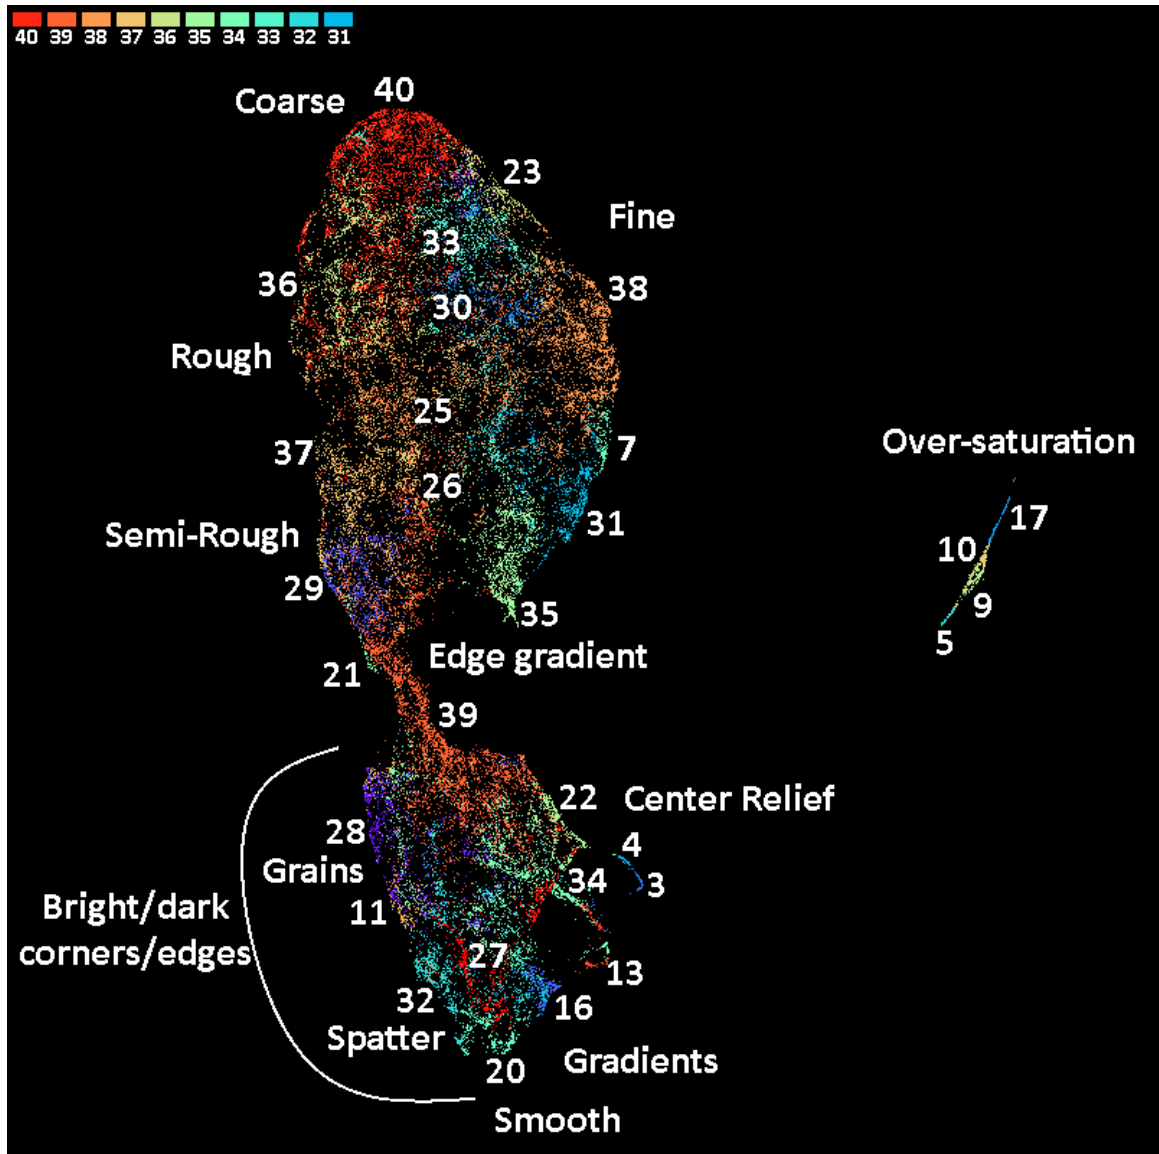 40 39 38 37 36 35 34 33 32 31
40
Coarse
23
Fine
33
36
38
30
Rough
25
Over-saturation
7
37
26
17
31
Semi-Rough
10
29
9
35
5
Edge gradient
21
39
22
Center Relief
28
4
Grains
34
3
Bright/dark
11
corners/edges
27
13
32
16
Spatter
Gradients
20
Smooth